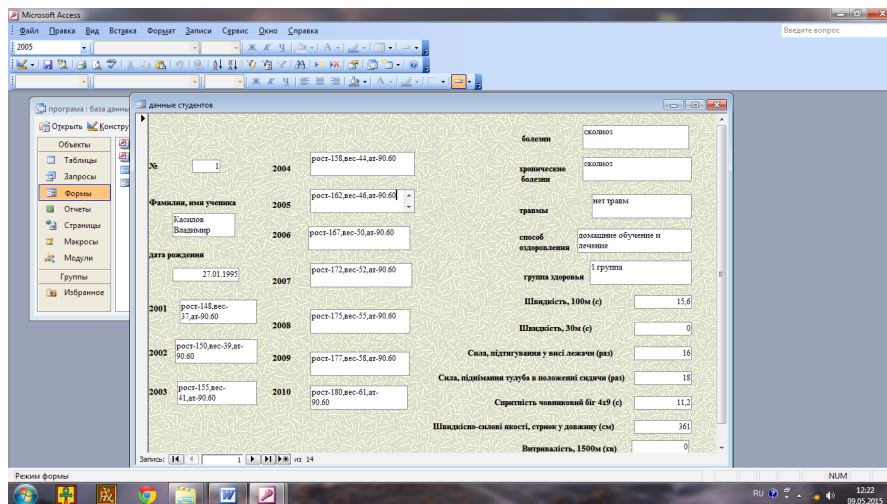 Microsoft Access
Файл Правка Вид Вставка Формат Записи Сервис Окно Справка
Введите вопрос
2005
Ж К Ч
Ж К Ч
програма : база данны
Открыть Констру
Объекты
Таблицы
Запросы
Формы
Отчеты
Страницы
Макросы
Модули
Группы
Избранное
данные студентов
№ 1
Фамилия, имя ученика
Касилов
Владимир
дата рождения
27.01.1995
2001 рост-148,вес-
37,ат-90.60
2002 рост-150,вес-39,ат-
90.60
2003 рост-155,вес-
41,ат-90.60
2004 рост-158,вес-44,ат-90.60
2005 рост-162,вес-46,ат-90.60
2006 рост-167,вес-50,ат-90.60
2007 рост-172,вес-52,ат-90.60
2008 рост-175,вес-55,ат-90.60
2009 рост-177,вес-58,ат-90.60
2010 рост-180,вес-61,ат-
90.60
болезни сколиоз
хронические сколиоз
болезни
травмы нет травм
способ домашние обучение и
оздоровления лечение
группа здоровья 1 группа
Швидкість, 100м (с) 15,6
Швидкість, 30м (с) 0
Сила, підтягування у висі лежачи (раз) 16
Сила, піднімання тулуба в положенні сидячи (раз) 18
Спритність човниковий біг 4х9 (с) 11,2
Швидкісно-силові якості, стрибок у довжину (см) 361
Витривалість, 1500м (хв) 0
Запись: 1 из 14
Режим формы
NUM
RU
12:22
09.05.2015